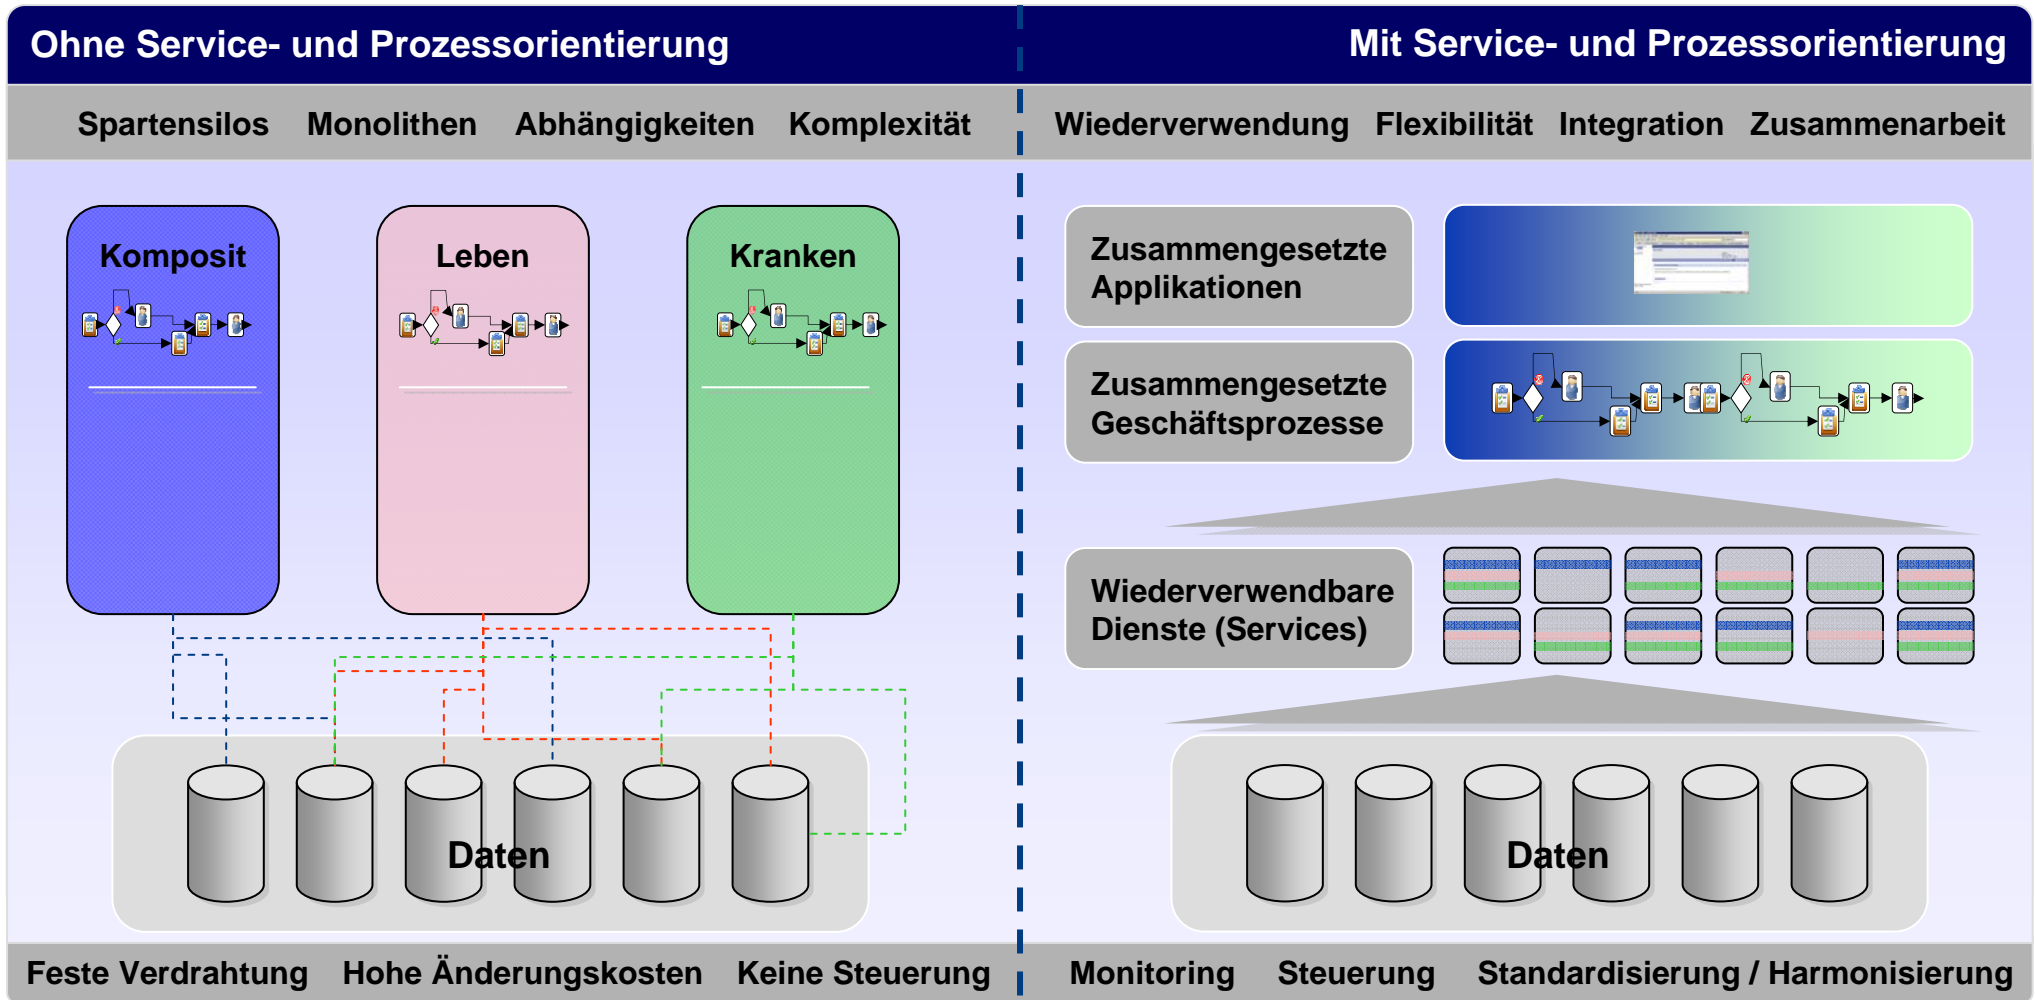 Ohne Service- und Prozessorientierung
Mit Service- und Prozessorientierung
Spartensilos Monolithen Abhängigkeiten Komplexität
Wiederverwendung Flexibilität Integration Zusammenarbeit
Komposit
Leben
Kranken
Zusammengesetzte
Applikationen
Zusammengesetzte
Geschäftsprozesse
Wiederverwendbare
Dienste (Services)
Daten
Daten
Feste Verdrahtung Hohe Änderungskosten Keine Steuerung
Monitoring Steuerung Standardisierung / Harmonisierung